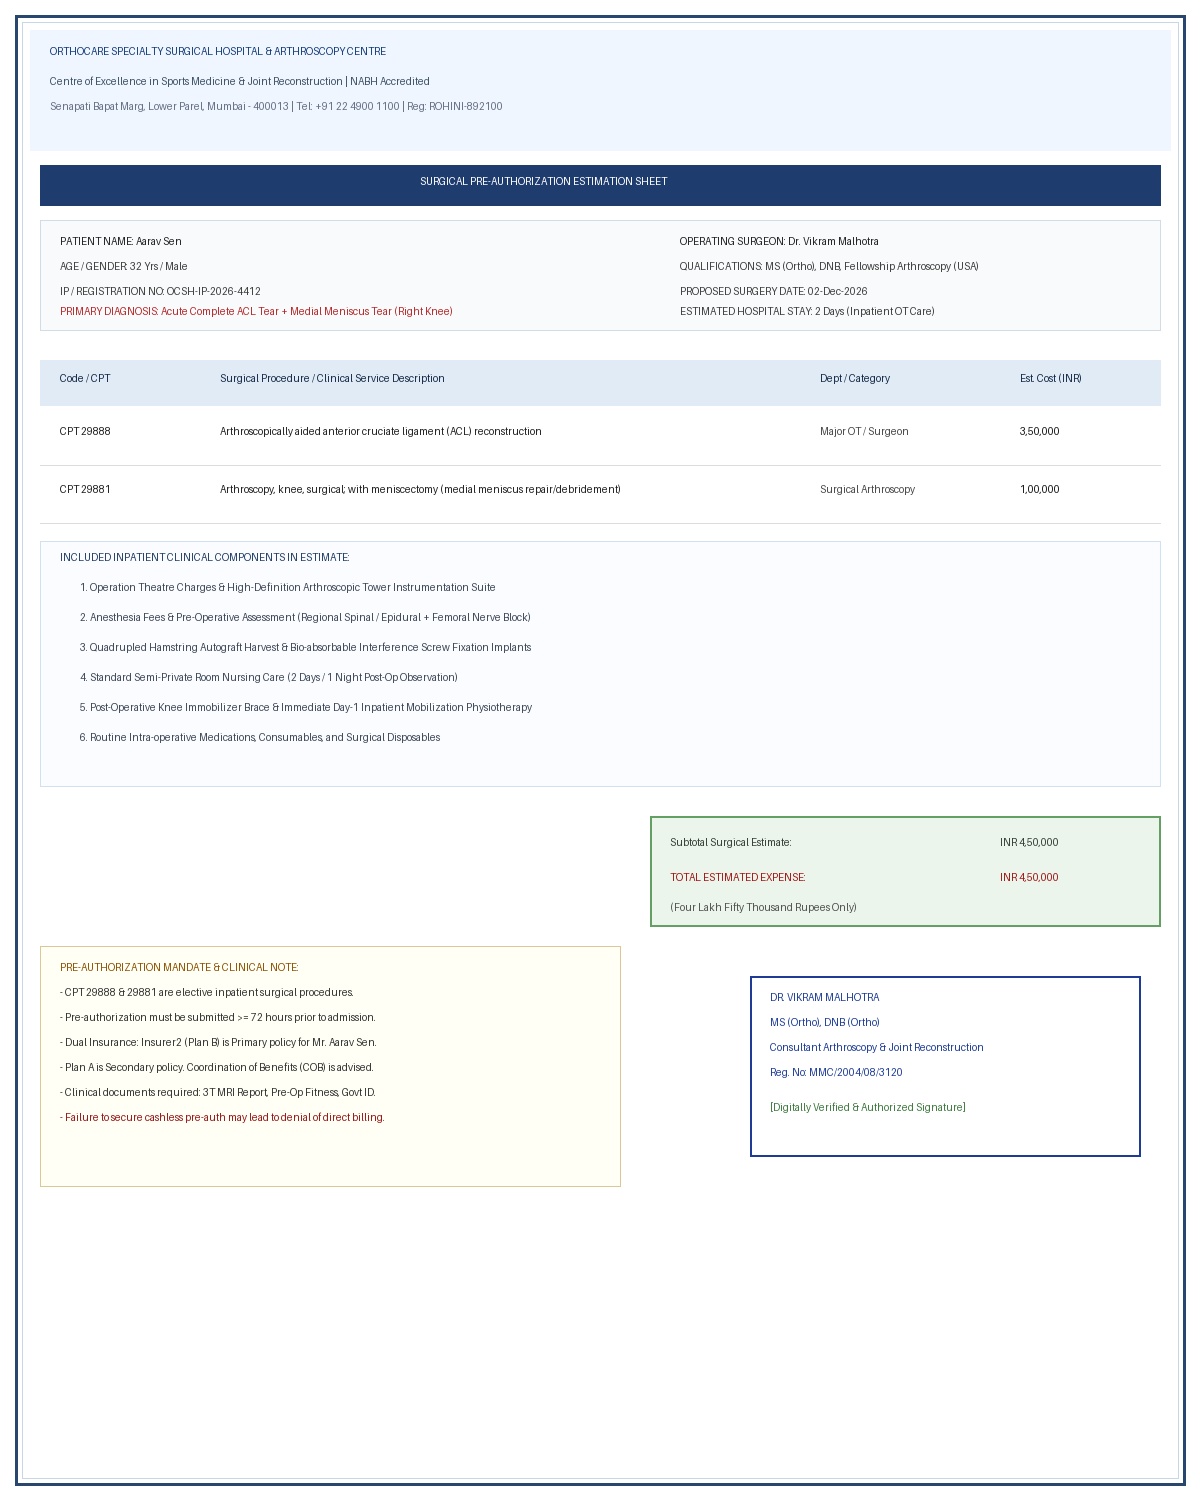 ORTHOCARE SPECIALTY SURGICAL HOSPITAL & ARTHROSCOPY CENTRE
Centre of Excellence in Sports Medicine & Joint Reconstruction | NABH Accredited
Senapati Bapat Marg, Lower Parel, Mumbai - 400013 | Tel: +91 22 4900 1100 | Reg: ROHINI-892100
SURGICAL PRE-AUTHORIZATION ESTIMATION SHEET
PATIENT NAME: Aarav Sen
AGE / GENDER: 32 Yrs / Male
IP / REGISTRATION NO: OCSH-IP-2026-4412
PRIMARY DIAGNOSIS: Acute Complete ACL Tear + Medial Meniscus Tear (Right Knee)
OPERATING SURGEON: Dr. Vikram Malhotra
QUALIFICATIONS: MS (Ortho), DNB, Fellowship Arthroscopy (USA)
PROPOSED SURGERY DATE: 02-Dec-2026
ESTIMATED HOSPITAL STAY: 2 Days (Inpatient OT Care)
Code / CPT Surgical Procedure / Clinical Service Description Dept / Category Est. Cost (INR)
CPT 29888 Arthroscopically aided anterior cruciate ligament (ACL) reconstruction Major OT / Surgeon 3,50,000
CPT 29881 Arthroscopy, knee, surgical; with meniscectomy (medial meniscus repair/debridement) Surgical Arthroscopy 1,00,000
INCLUDED INPATIENT CLINICAL COMPONENTS IN ESTIMATE:
1. Operation Theatre Charges & High-Definition Arthroscopic Tower Instrumentation Suite
2. Anesthesia Fees & Pre-Operative Assessment (Regional Spinal / Epidural + Femoral Nerve Block)
3. Quadrupled Hamstring Autograft Harvest & Bio-absorbable Interference Screw Fixation Implants
4. Standard Semi-Private Room Nursing Care (2 Days / 1 Night Post-Op Observation)
5. Post-Operative Knee Immobilizer Brace & Immediate Day-1 Inpatient Mobilization Physiotherapy
6. Routine Intra-operative Medications, Consumables, and Surgical Disposables
Subtotal Surgical Estimate: INR 4,50,000
TOTAL ESTIMATED EXPENSE: INR 4,50,000
(Four Lakh Fifty Thousand Rupees Only)
PRE-AUTHORIZATION MANDATE & CLINICAL NOTE:
- CPT 29888 & 29881 are elective inpatient surgical procedures.
- Pre-authorization must be submitted >= 72 hours prior to admission.
- Dual Insurance: Insurer2 (Plan B) is Primary policy for Mr. Aarav Sen.
- Plan A is Secondary policy. Coordination of Benefits (COB) is advised.
- Clinical documents required: 3T MRI Report, Pre-Op Fitness, Govt ID.
- Failure to secure cashless pre-auth may lead to denial of direct billing.
DR. VIKRAM MALHOTRA
MS (Ortho), DNB (Ortho)
Consultant Arthroscopy & Joint Reconstruction
Reg. No: MMC/2004/08/3120
[Digitally Verified & Authorized Signature]